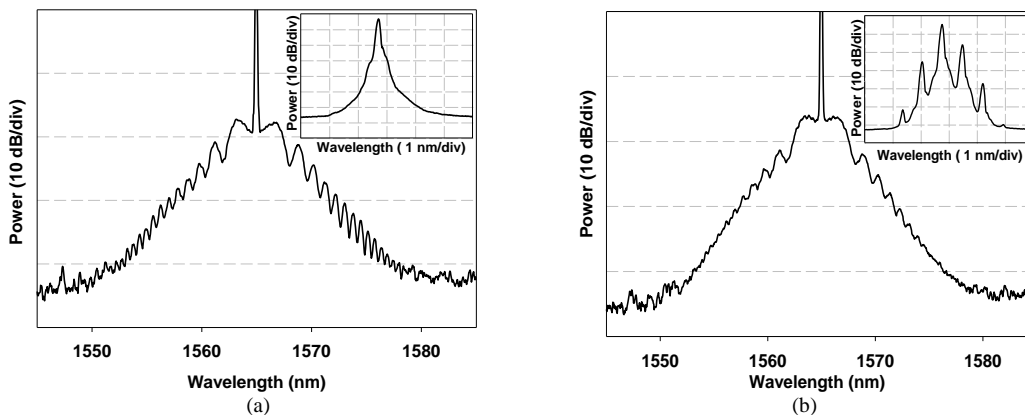 Power (10 dB/div)
Power (10 dB/div)
Wavelength ( 1 nm/div)
1550 1560 1570 1580
Wavelength (nm)
(a)
Power (10 dB/div)
Power (10 dB/div)
Wavelength ( 1 nm/div)
1550 1560 1570 1580
Wavelength (nm)
(b)